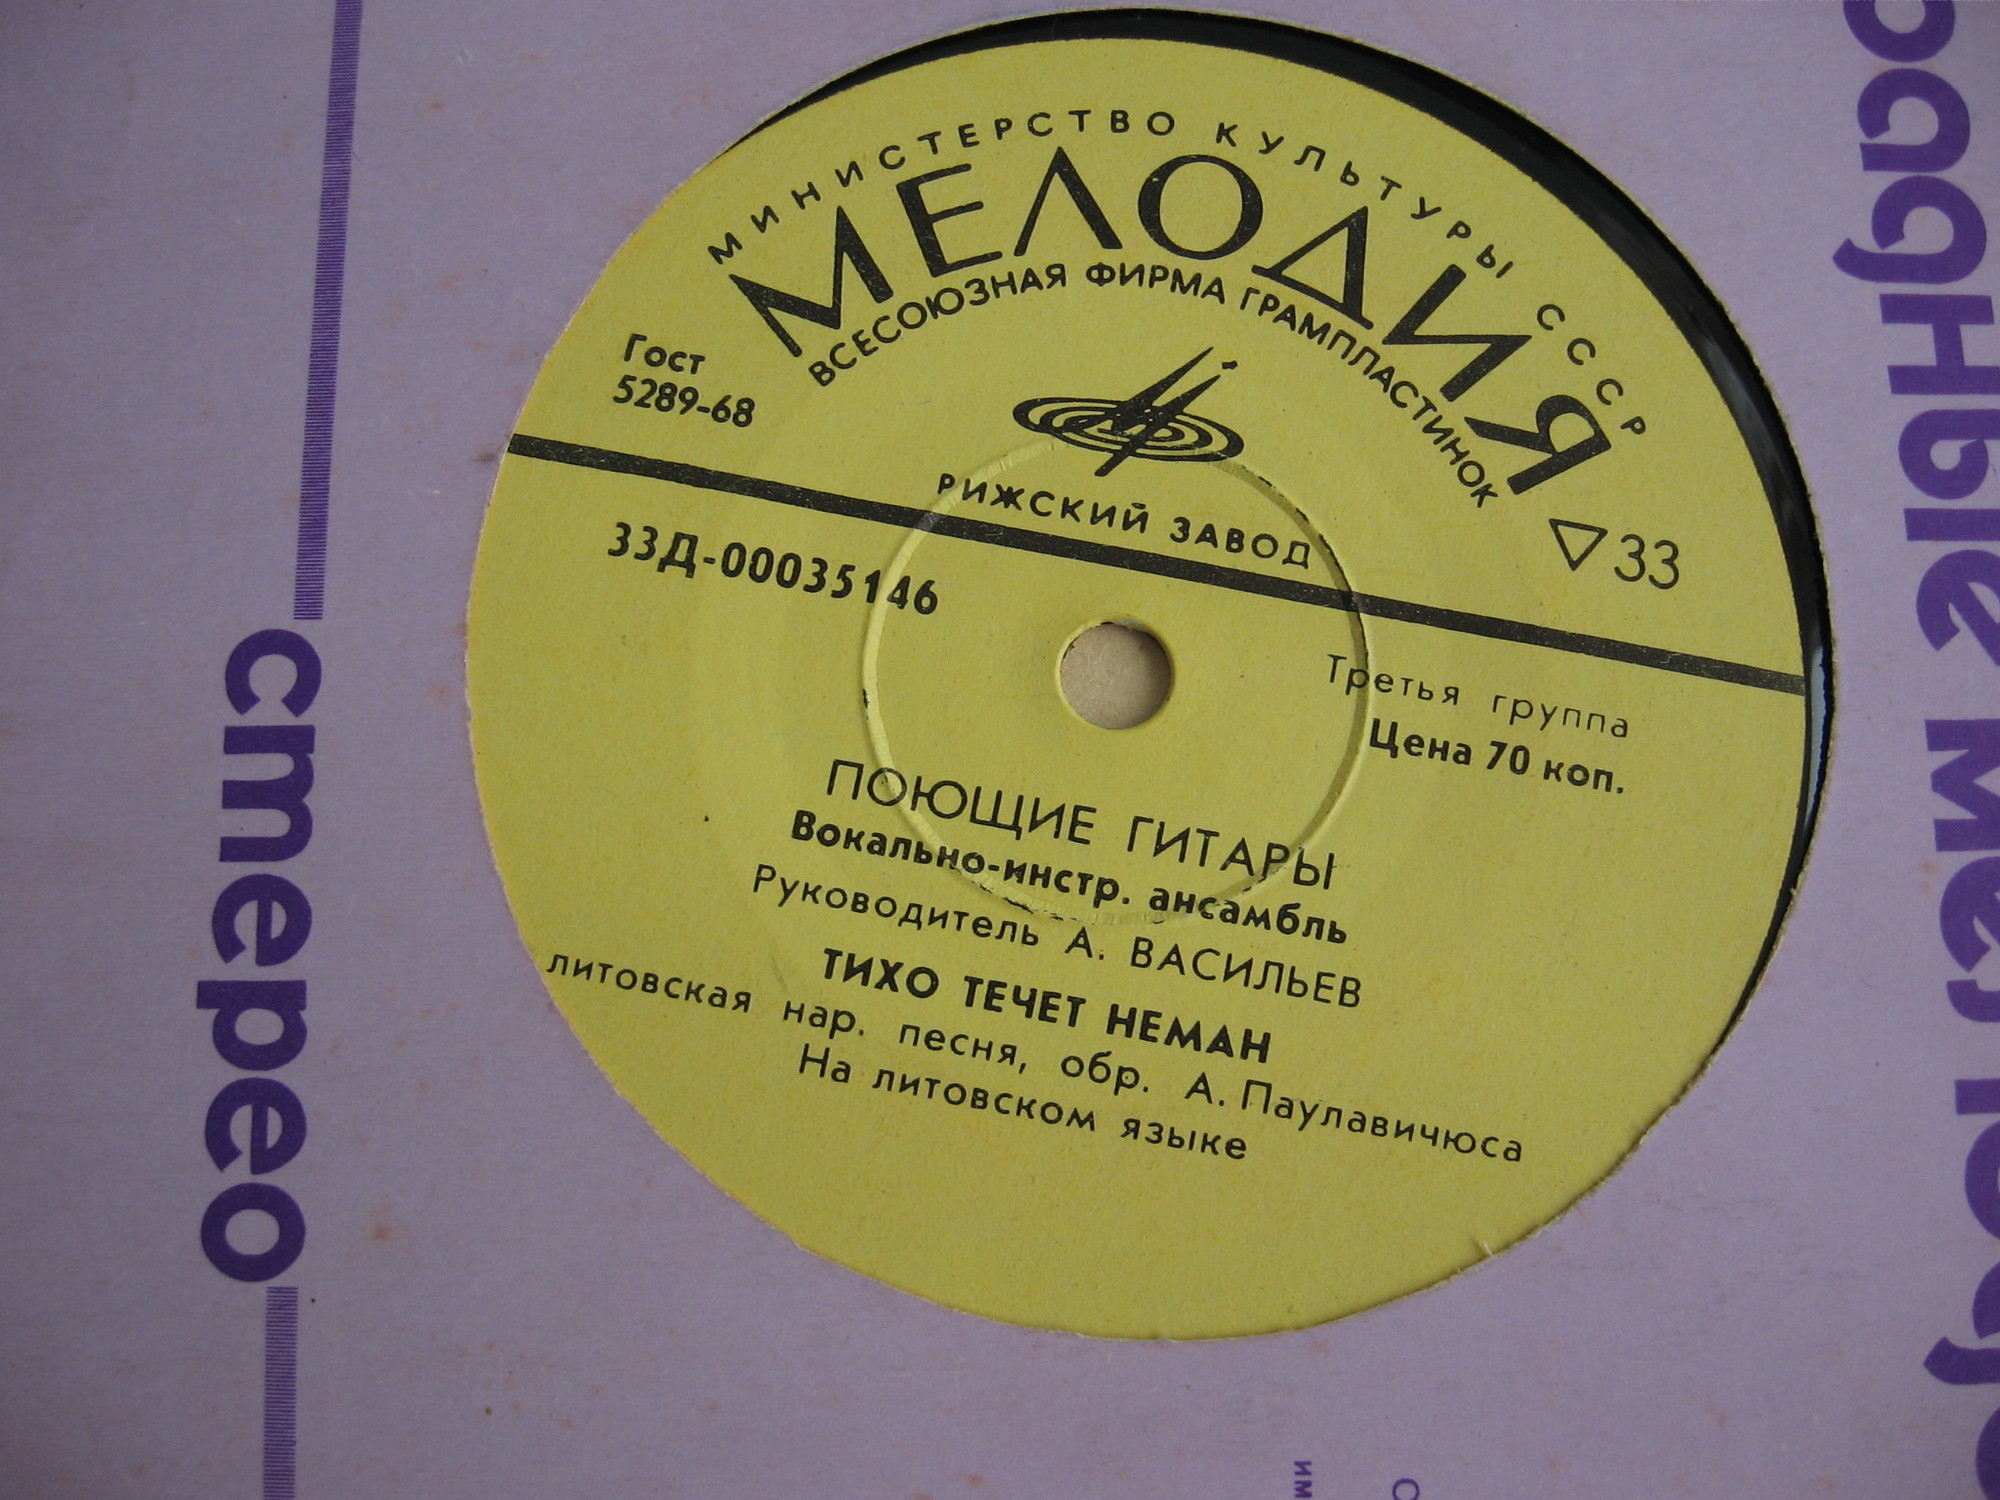 МИНИСТЕРСТВО КУЛЬТУРЫ СССР
МЕЛОДИЯ
ВСЕСОЮЗНАЯ ФИРМА ГРАМПЛАСТИНОК
Гост
5289-68
РИЖСКИЙ ЗАВОД
33
33Д-00035146
Третья группа
Цена 70 коп.
ПОЮЩИЕ ГИТАРЫ
Вокально-инстр. ансамбль
Руководитель А. ВАСИЛЬЕВ
ТИХО ТЕЧЕТ НЕМАН
литовская нар. песня, обр. А. Паулавичюса
На литовском языке
стерео